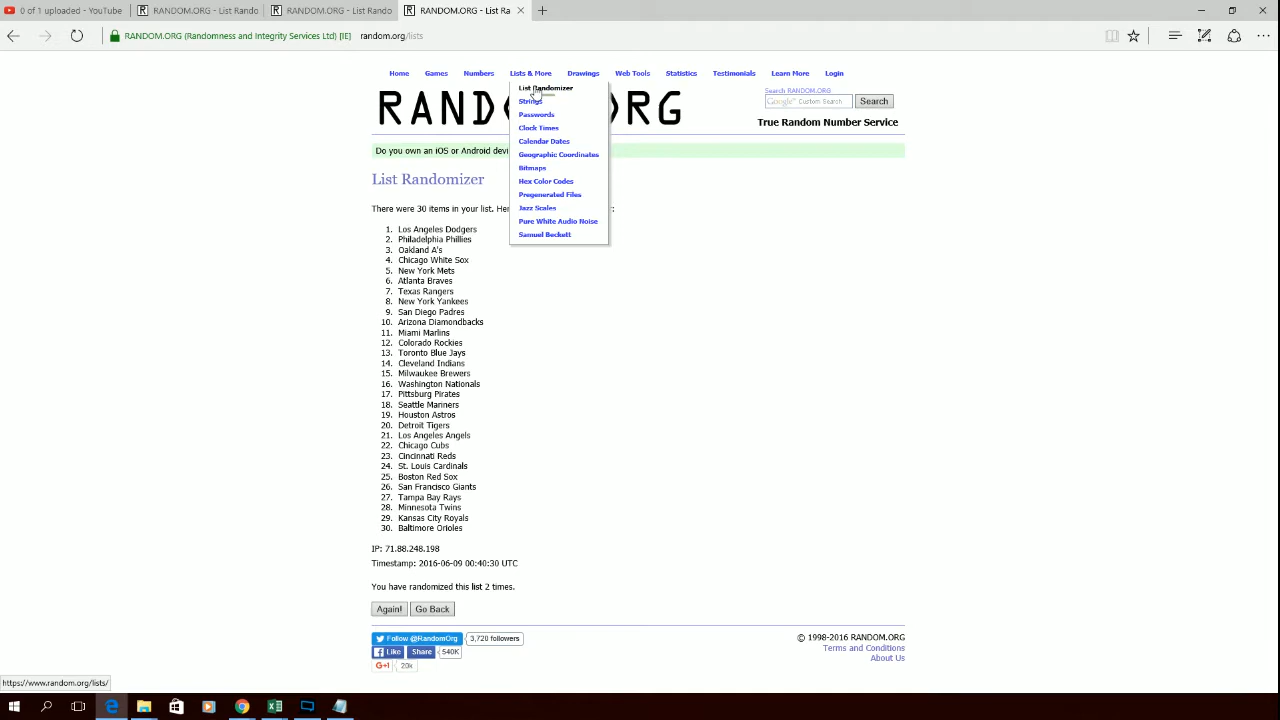 0 of 1 uploaded - YouTube
RANDOM.ORG - List Rando
RANDOM.ORG - List Rando
RANDOM.ORG - List Ra
RANDOM.ORG (Randomness and Integrity Services Ltd) [IE] random.org/lists
Home Games Numbers Lists & More Drawings Web Tools Statistics Testimonials Learn More Login
List Randomizer
Strings
Passwords
Clock Times
Calendar Dates
Geographic Coordinates
Bitmaps
Hex Color Codes
Pregenerated Files
Jazz Scales
Pure White Audio Noise
Samuel Beckett
Search RANDOM.ORG
Google Custom Search
Search
True Random Number Service
Do you own an iOS or Android devi
List Randomizer
There were 30 items in your list. Her
1. Los Angeles Dodgers
2. Philadelphia Phillies
3. Oakland A's
4. Chicago White Sox
5. New York Mets
6. Atlanta Braves
7. Texas Rangers
8. New York Yankees
9. San Diego Padres
10. Arizona Diamondbacks
11. Miami Marlins
12. Colorado Rockies
13. Toronto Blue Jays
14. Cleveland Indians
15. Milwaukee Brewers
16. Washington Nationals
17. Pittsburg Pirates
18. Seattle Mariners
19. Houston Astros
20. Detroit Tigers
21. Los Angeles Angels
22. Chicago Cubs
23. Cincinnati Reds
24. St. Louis Cardinals
25. Boston Red Sox
26. San Francisco Giants
27. Tampa Bay Rays
28. Minnesota Twins
29. Kansas City Royals
30. Baltimore Orioles
IP: 71.88.248.198
Timestamp: 2016-06-09 00:40:30 UTC
You have randomized this list 2 times.
Again! Go Back
Follow @RandomOrg 3,720 followers
Like Share 540K
G+1 20k
© 1998-2016 RANDOM.ORG
Terms and Conditions
About Us
https://www.random.org/lists/